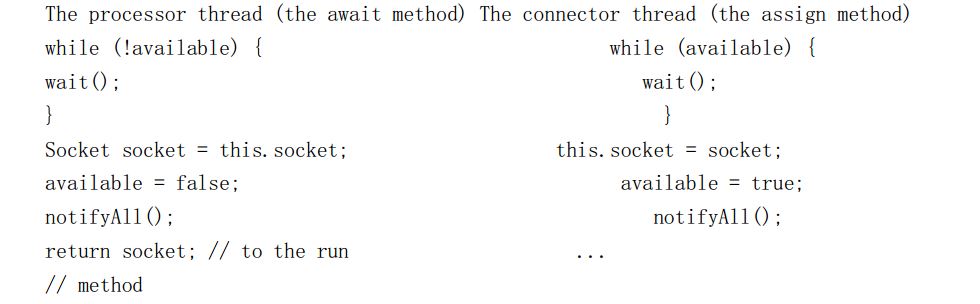 The processor thread (the await method) The connector thread (the assign method)
while (!available) { while (available) {
wait(); wait();
} }
Socket socket = this.socket; this.socket = socket;
available = false; available = true;
notifyAll(); notifyAll();
return socket; // to the run ...
// method